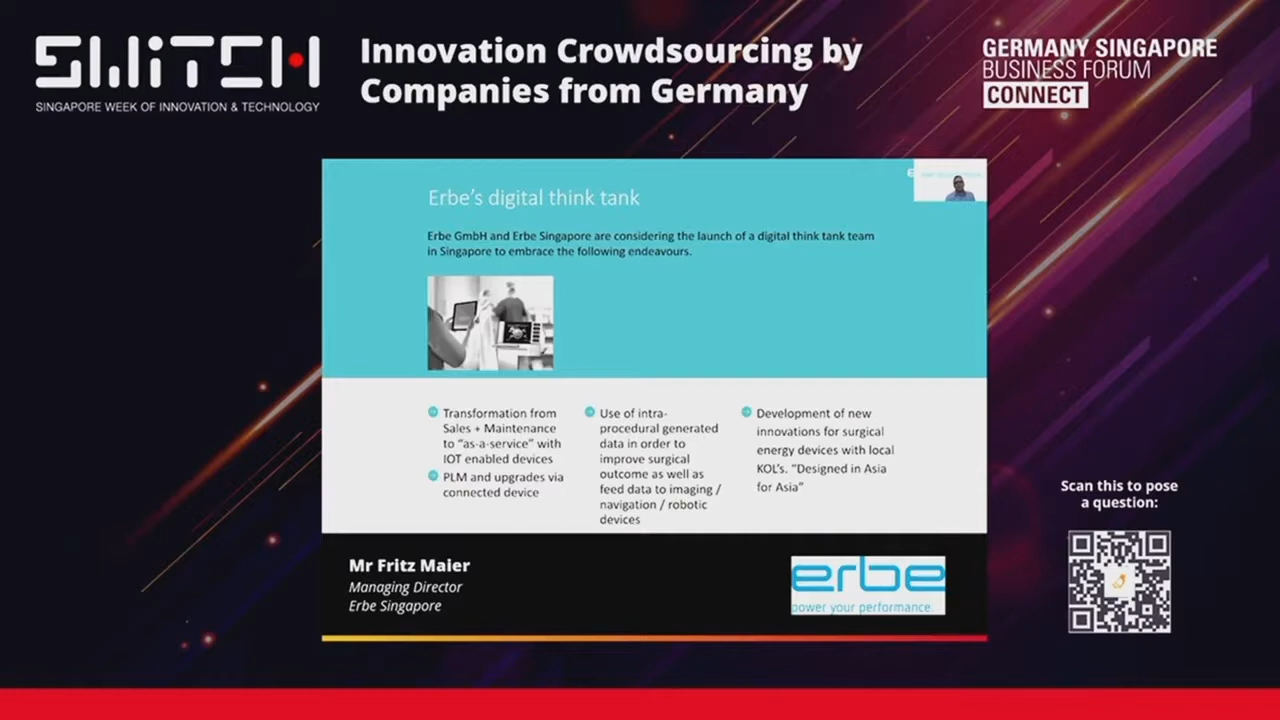 SWITCH
SINGAPORE WEEK OF INNOVATION & TECHNOLOGY
Innovation Crowdsourcing by
Companies from Germany
GERMANY SINGAPORE
BUSINESS FORUM
CONNECT
Erbe's digital think tank
Erbe GmbH and Erbe Singapore are considering the launch of a digital think tank team
in Singapore to embrace the following endeavours.
Transformation from
Sales + Maintenance
to "as-a-service" with
IOT enabled devices
PLM and upgrades via
connected device
Use of intra-
procedural generated
data in order to
improve surgical
outcome as well as
feed data to imaging /
navigation / robotic
devices
Development of new
innovations for surgical
energy devices with local
KOL's. "Designed in Asia
for Asia"
Scan this to pose
a question:
Mr Fritz Maier
Managing Director
Erbe Singapore
erbe
power your performance.